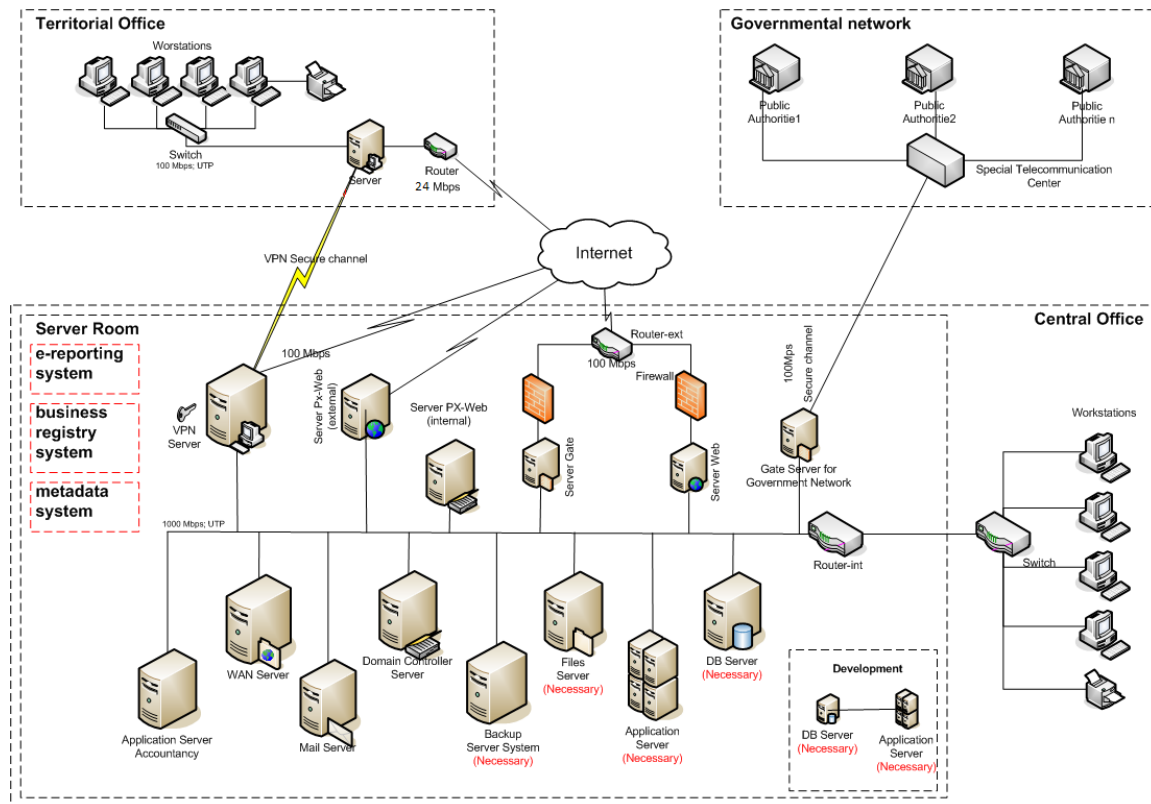 Territorial Office
Worstations
Switch
100 Mbps; UTP
Server
Router
24 Mbps
Governmental network
Public
Authoritie1
Public
Authoritie2
Public
Authoritie n
Special Telecommunication
Center
VPN Secure channel
Internet
Central Office
Server Room
e-reporting
system
business
registry
system
metadata
system
100 Mbps
VPN
Server
Server Px-Web
(external)
Server PX-Web
(internal)
Router-ext
100 Mbps
Firewall
Server Gate
Server Web
100Mps
Secure channel
Gate Server for
Government Network
Workstations
1000 Mbps; UTP
Router-int
Switch
Application Server
Accountancy
WAN Server
Mail Server
Domain Controller
Server
Backup
Server System
(Necessary)
Files
Server
(Necessary)
Application
Server
(Necessary)
DB Server
(Necessary)
Development
DB Server
(Necessary)
Application
Server
(Necessary)